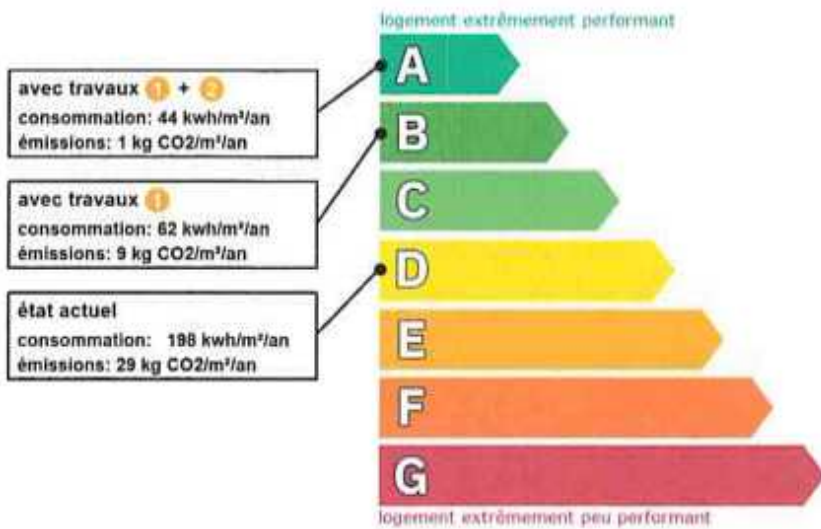 logement extrêmement performant
A
avec travaux 1 + 2
consommation: 44 kwh/m²/an
émissions: 1 kg CO2/m²/an
B
avec travaux 1
consommation: 62 kwh/m²/an
émissions: 9 kg CO2/m²/an
C
D
état actuel
consommation: 198 kwh/m²/an
émissions: 29 kg CO2/m²/an
E
F
G
logement extrêmement peu performant